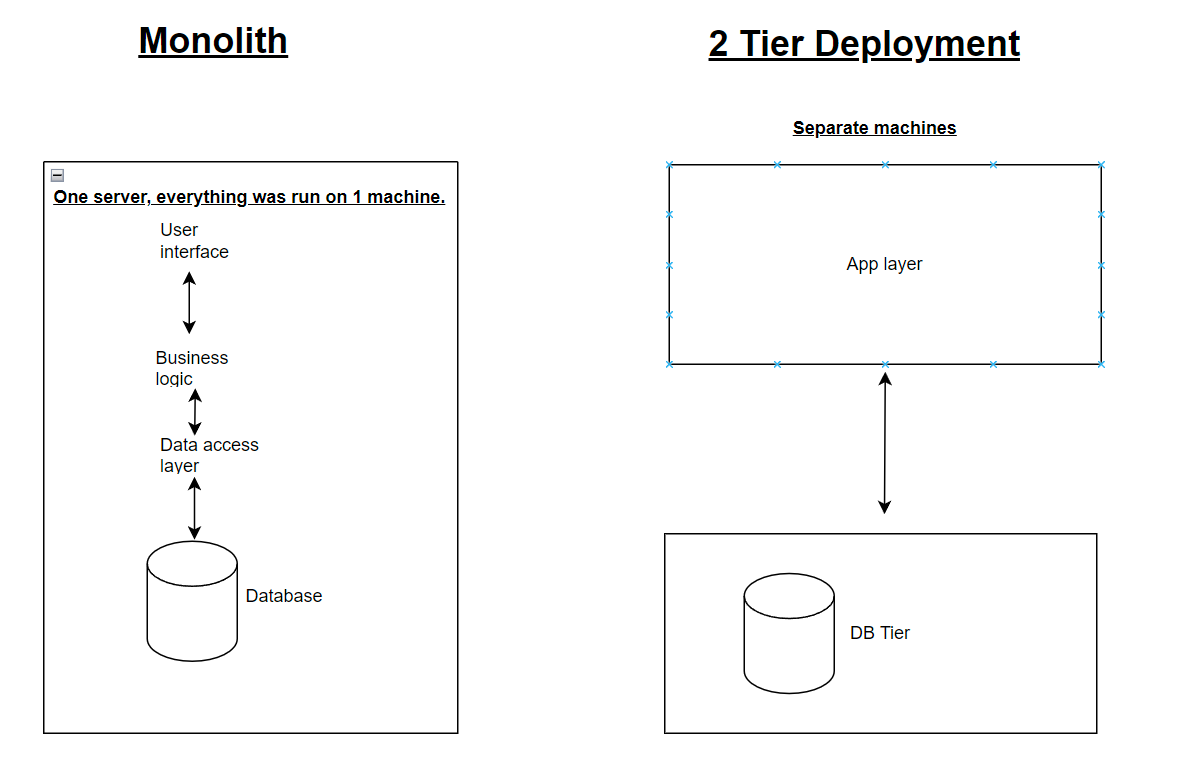 Monolith
One server, everything was run on 1 machine.
User
interface
Business
logic
Data access
layer
Database
2 Tier Deployment
Separate machines
App layer
DB Tier